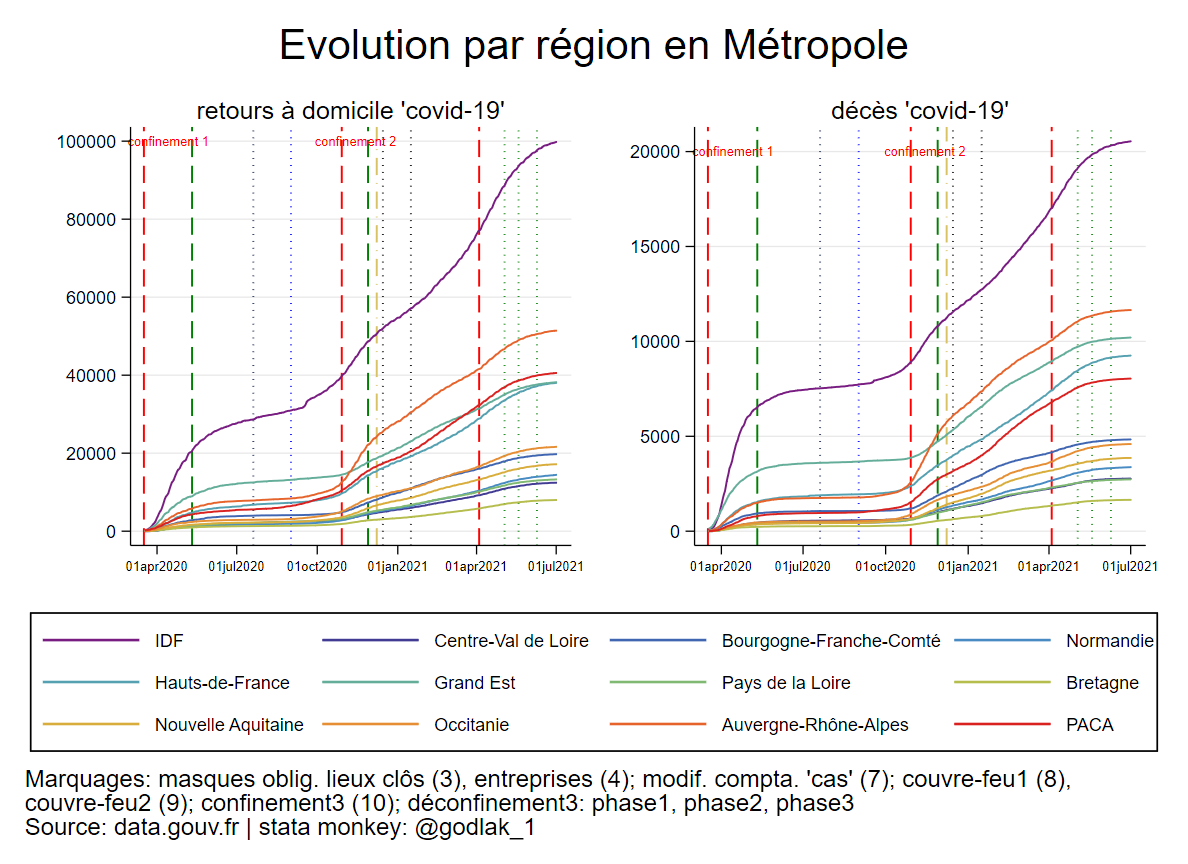 Evolution par région en Métropole
retours à domicile 'covid-19'
confinement 1
confinement 2
100000
80000
60000
40000
20000
0
01apr2020
01jul2020
01oct2020
01jan2021
01apr2021
01jul2021
décès 'covid-19'
confinement 1
confinement 2
20000
15000
10000
5000
0
01apr2020
01jul2020
01oct2020
01jan2021
01apr2021
01jul2021
IDF
Centre-Val de Loire
Bourgogne-Franche-Comté
Normandie
Hauts-de-France
Grand Est
Pays de la Loire
Bretagne
Nouvelle Aquitaine
Occitanie
Auvergne-Rhône-Alpes
PACA
Marquages: masques oblig. lieux clôs (3), entreprises (4); modif. compta. 'cas' (7); couvre-feu1 (8),
couvre-feu2 (9); confinement3 (10); déconfinement3: phase1, phase2, phase3
Source: data.gouv.fr | stata monkey: @godlak_1